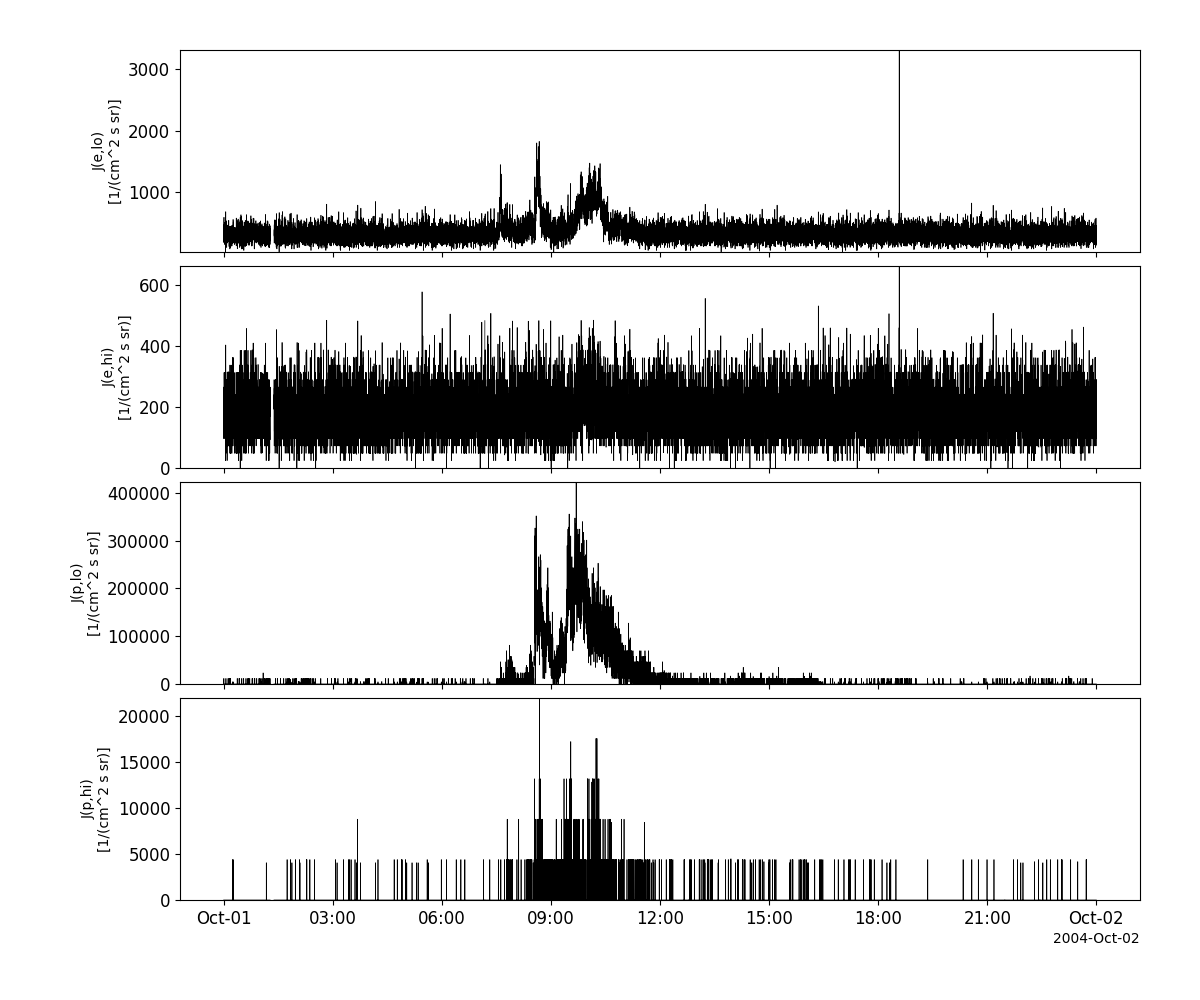 3000
2000
1000
J(e,lo)
[1/(cm^2 s sr)]
600
400
200
0
J(e,hi)
[1/(cm^2 s sr)]
400000
300000
200000
100000
0
J(p,lo)
[1/(cm^2 s sr)]
20000
15000
10000
5000
0
J(p,hi)
[1/(cm^2 s sr)]
Oct-01 03:00 06:00 09:00 12:00 15:00 18:00 21:00 Oct-02
2004-Oct-02